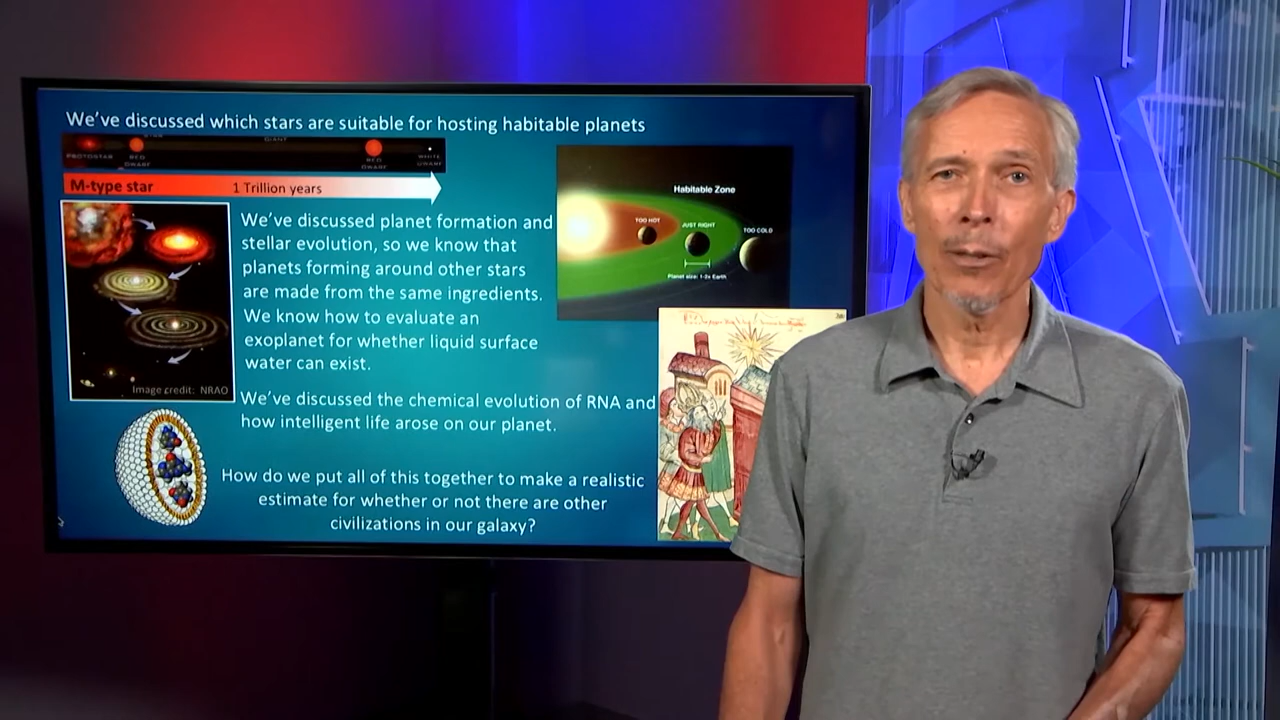 We've discussed which stars are suitable for hosting habitable planets
PROTOSTAR
RED
DWARF
GIANT
RED
DWARF
WHITE
DWARF
M-type star
1 Trillion years
We've discussed planet formation and
stellar evolution, so we know that
planets forming around other stars
are made from the same ingredients.
We know how to evaluate an
exoplanet for whether liquid surface
water can exist.
Image credit: NRAO
Habitable Zone
TOO HOT
JUST RIGHT
TOO COLD
Planet size: 1-2x Earth
We've discussed the chemical evolution of RNA and
how intelligent life arose on our planet.
How do we put all of this together to make a realistic
estimate for whether or not there are other
civilizations in our galaxy?